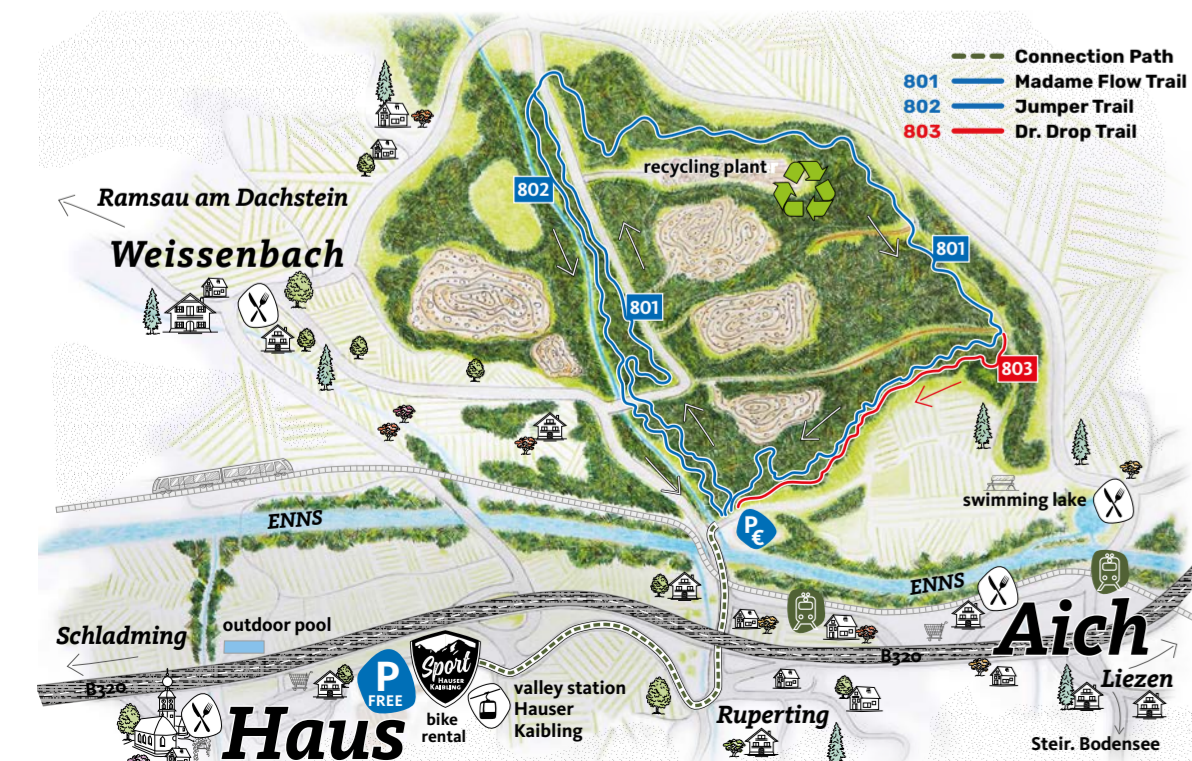 Connection Path
801 Madame Flow Trail
802 Jumper Trail
803 Dr. Drop Trail
recycling plant
802
Ramsau am Dachstein
Weissenbach
801
801
803
swimming lake
ENNS
P
€
ENNS
Aich
Schladming
outdoor pool
B320
B320
Liezen
P
FREE
Sport
HAUSER
KAIBLING
bike
rental
valley station
Hauser
Kaibling
Haus
Ruperting
Steir. Bodensee